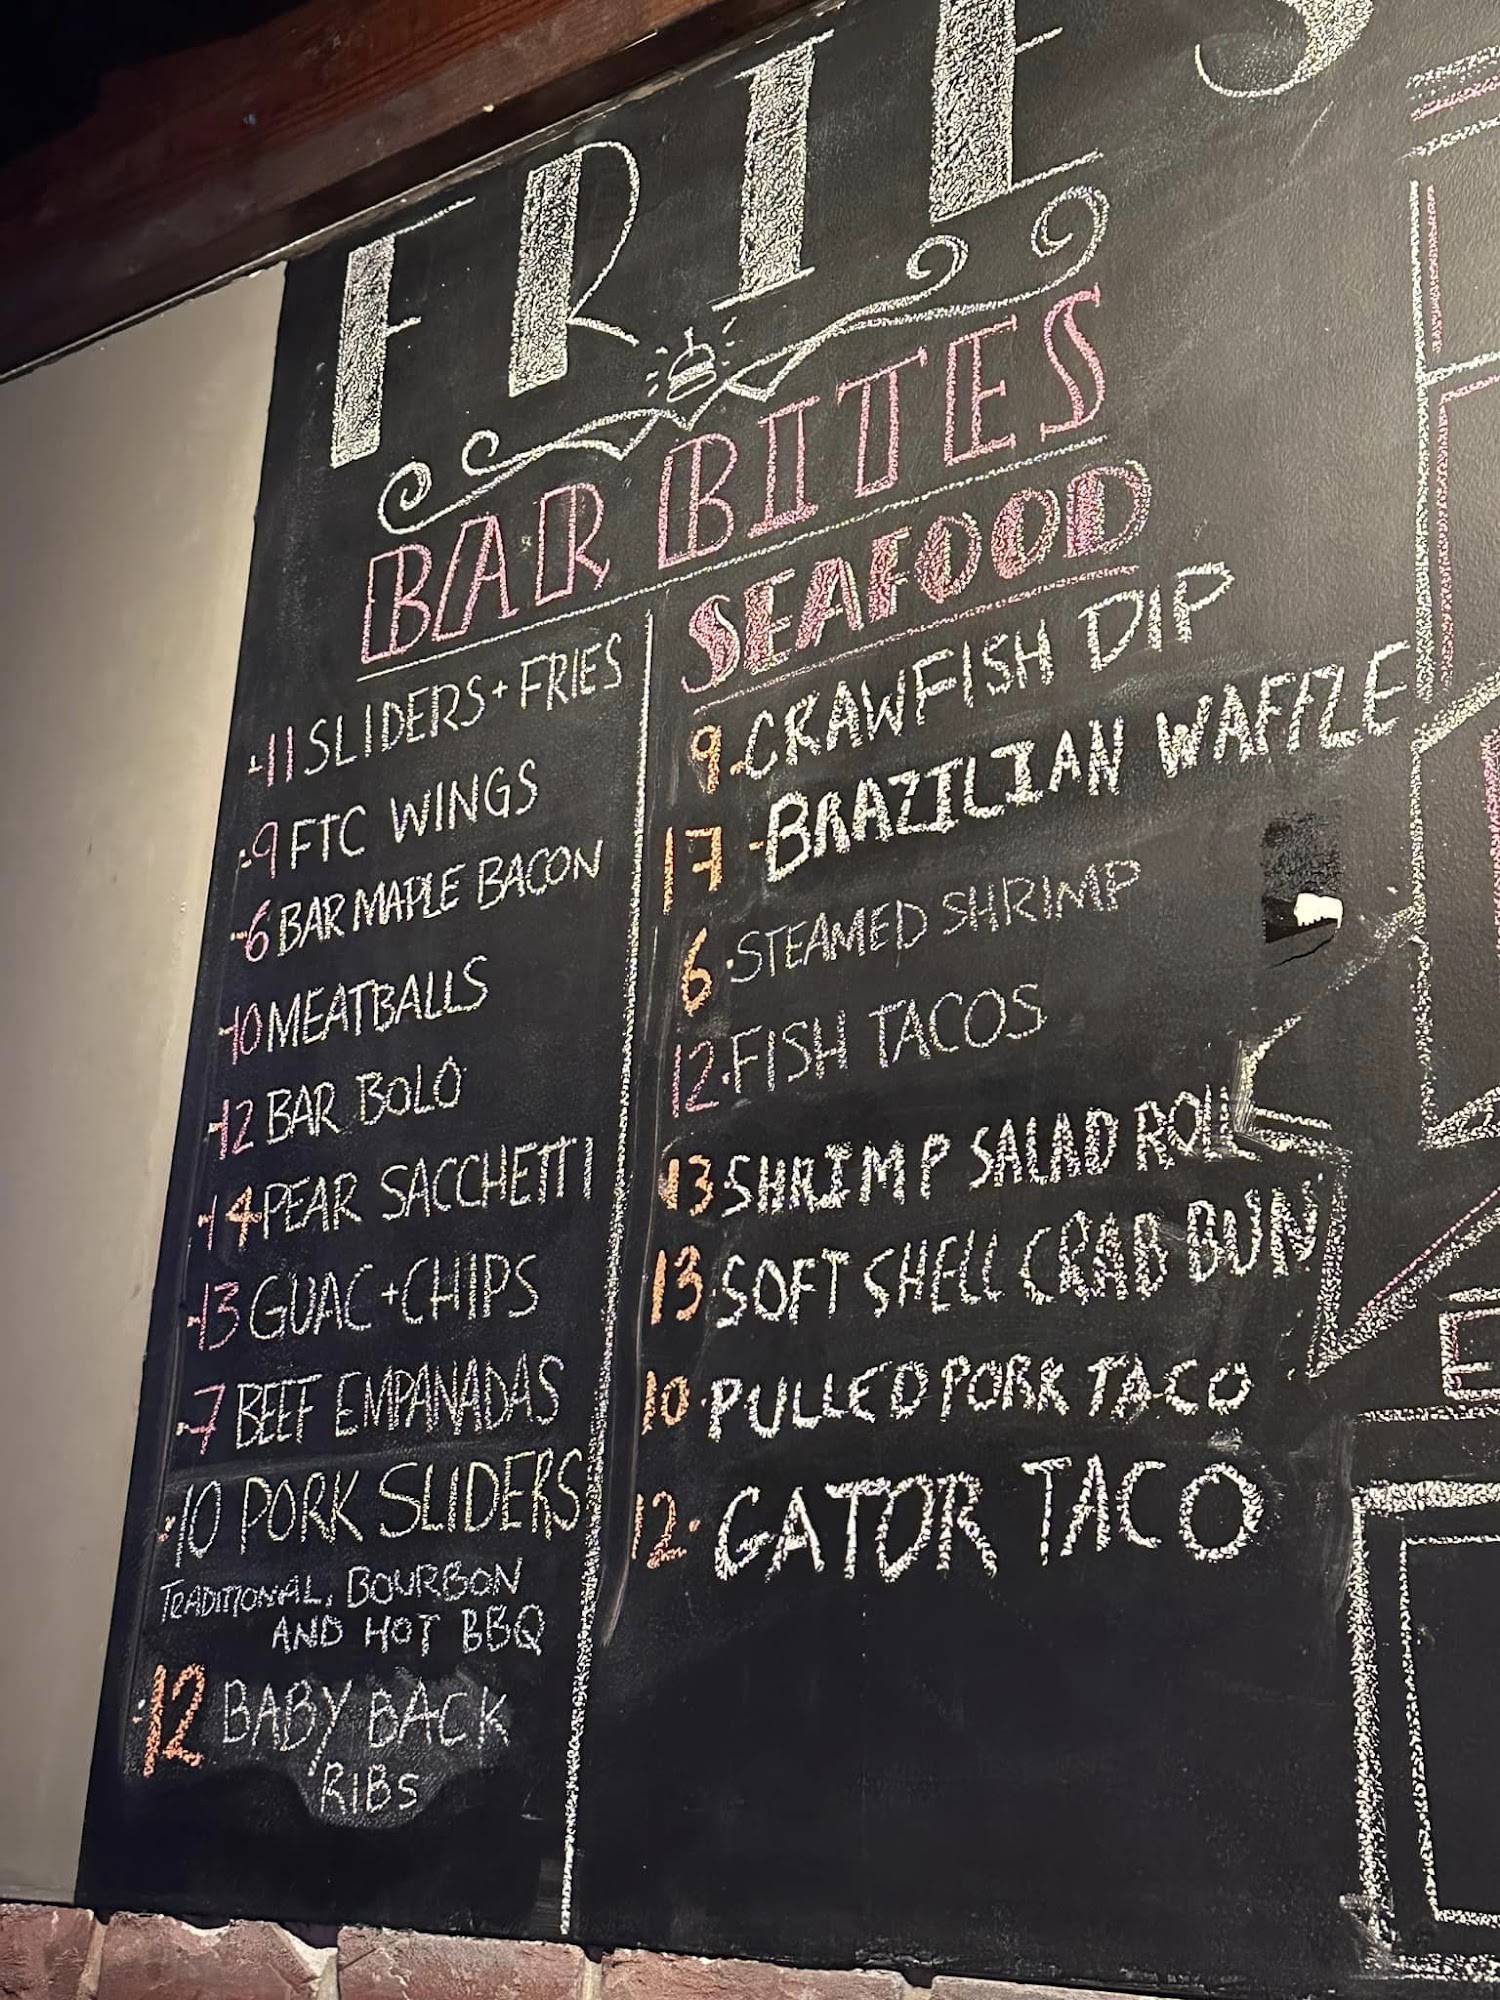 FRIES
BAR BITES
-11 SLIDERS + FRIES
-9 FTC WINGS
-6 BAR MAPLE BACON
-10 MEATBALLS
-12 BAR BOLO
-14 PEAR SACCHETTI
-13 GUAC + CHIPS
-7 BEEF EMPANADAS
-10 PORK SLIDERS
TRADITIONAL, BOURBON
AND HOT BBQ
-12 BABY BACK
RIBS
SEAFOOD
9-CRAWFISH DIP
17-BRAZILIAN WAFFLE
6-STEAMED SHRIMP
12-FISH TACOS
13-SHRIMP SALAD ROLL
13-SOFT SHELL CRAB BUN
10-PULLED PORK TACO
12-GATOR TACO